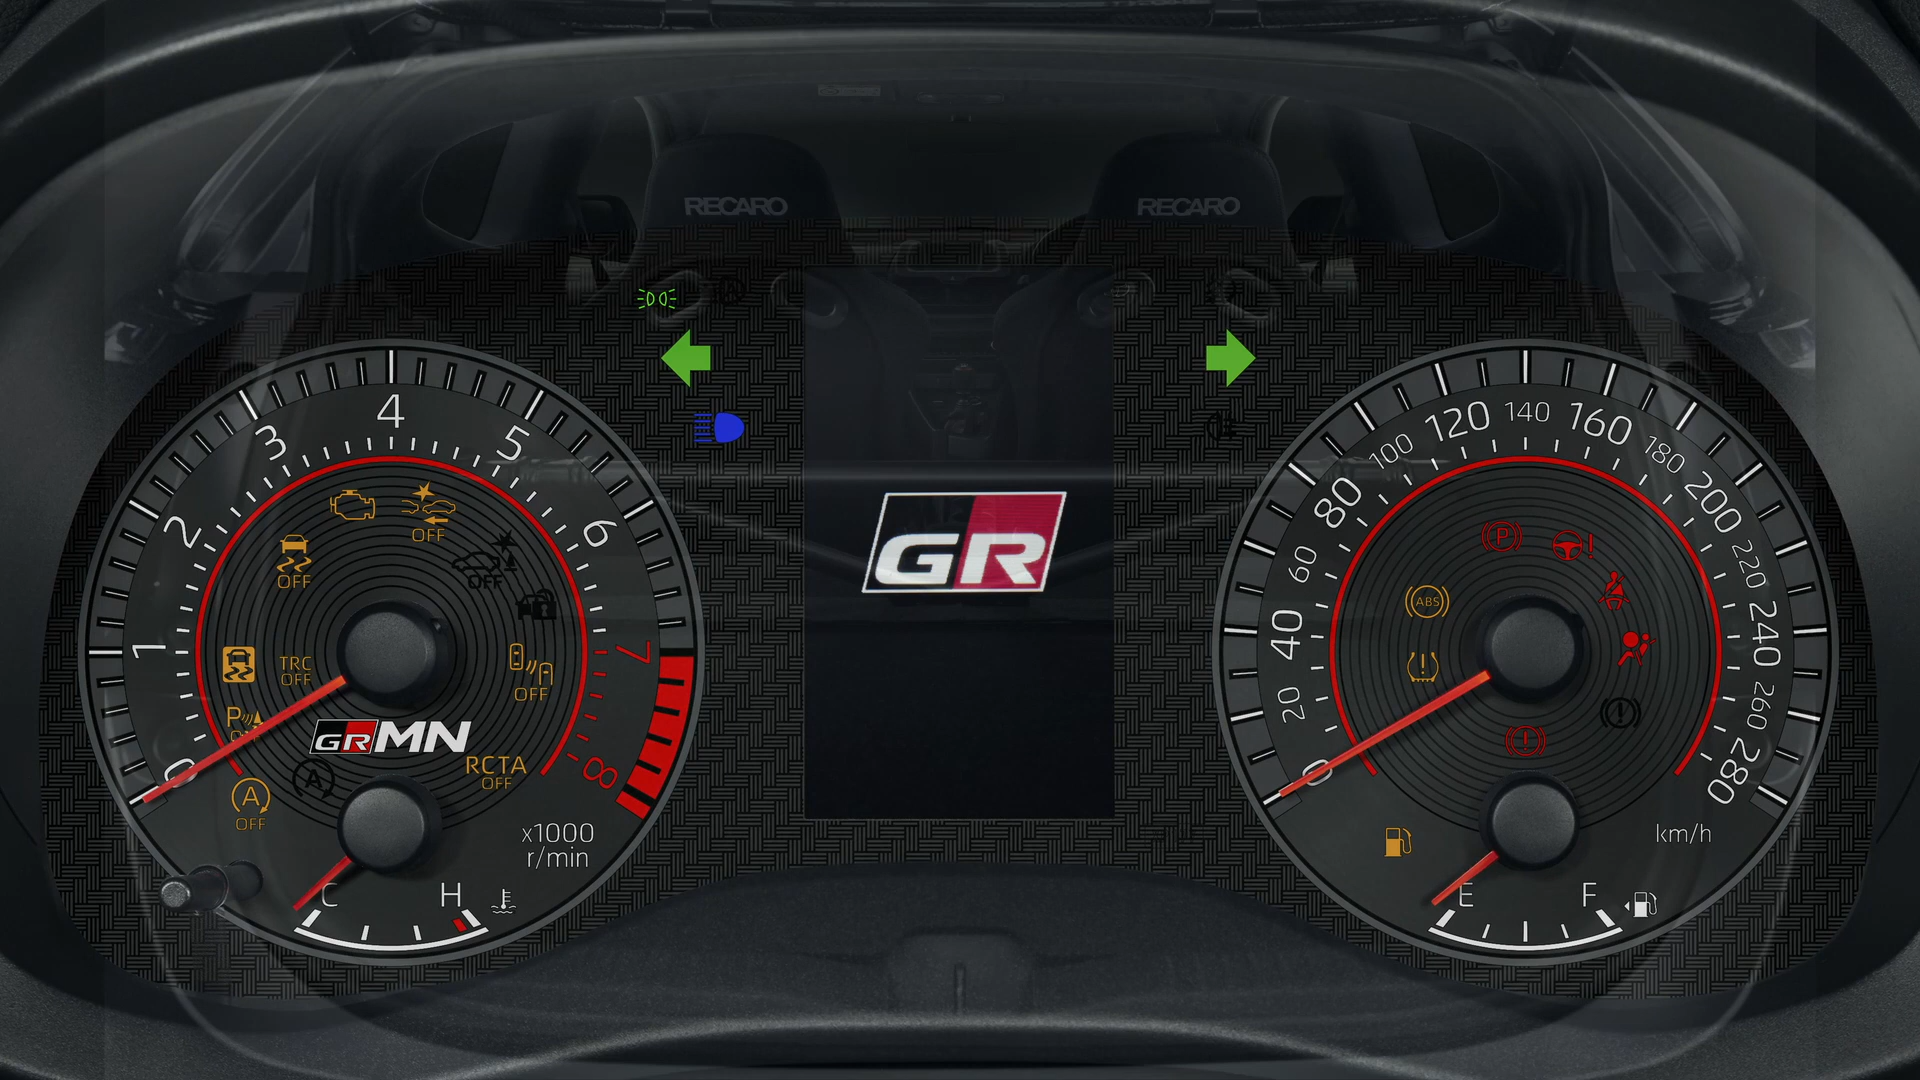 RECARO
RECARO
4
3
5
2
6
1
7
0
8
OFF
OFF
OFF
TRC
OFF
OFF
P
A
OFF
A
RCTA
OFF
GRMN
x1000
r/min
C
H
GR
0
20
40
60
80
100
120
140
160
180
200
220
240
260
280
P
ABS
km/h
E
F